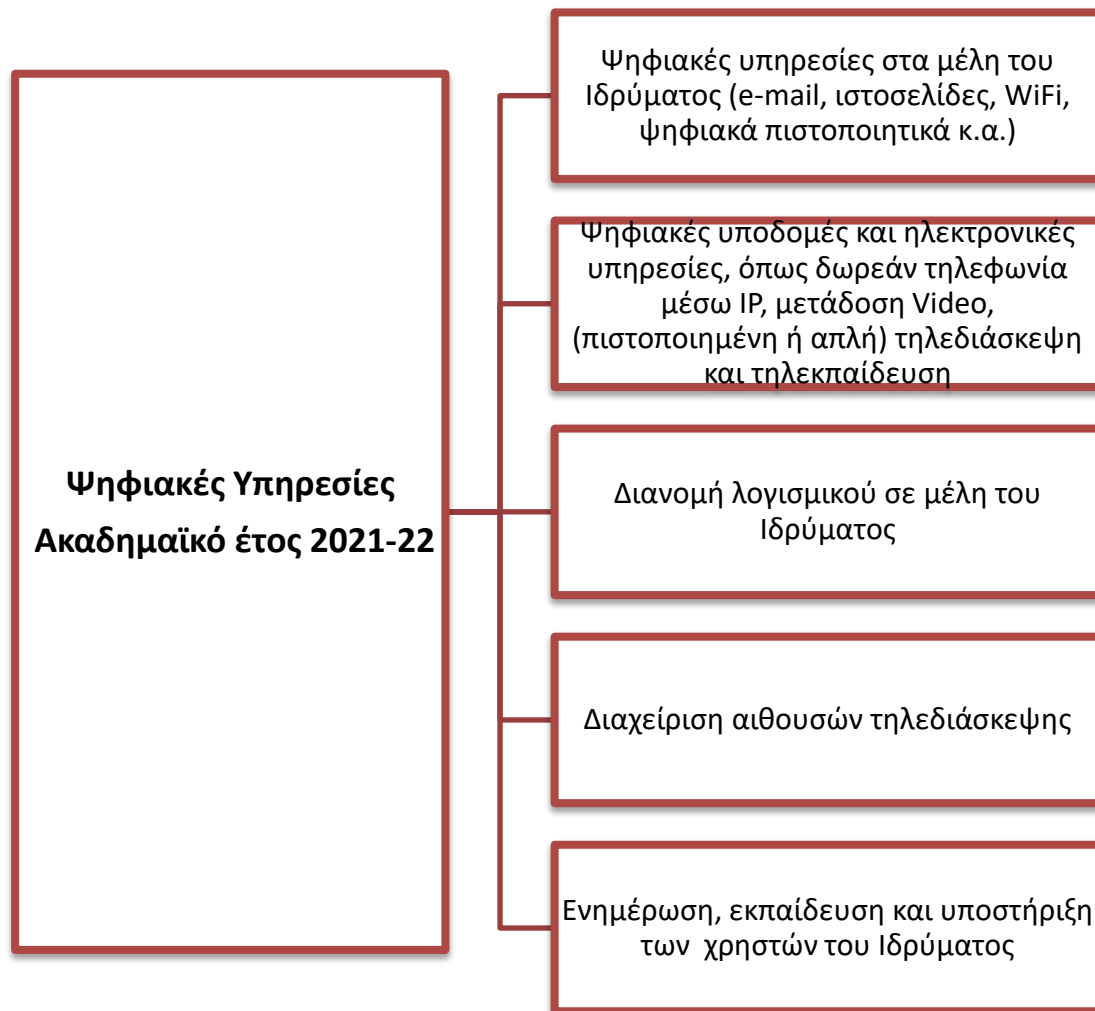 Ψηφιακές Υπηρεσίες
Ακαδημαϊκό έτος 2021-22
Ψηφιακές υπηρεσίες στα μέλη του
Ιδρύματος (e-mail, ιστοσελίδες, WiFi,
ψηφιακά πιστοποιητικά κ.α.)
Ψηφιακές υποδομές και ηλεκτρονικές
υπηρεσίες, όπως δωρεάν τηλεφωνία
μέσω IP, μετάδοση Video,
(πιστοποιημένη ή απλή) τηλεδιάσκεψη
και τηλεκπαίδευση
Διανομή λογισμικού σε μέλη του
Ιδρύματος
Διαχείριση αιθουσών τηλεδιάσκεψης
Ενημέρωση, εκπαίδευση και υποστήριξη
των χρηστών του Ιδρύματος